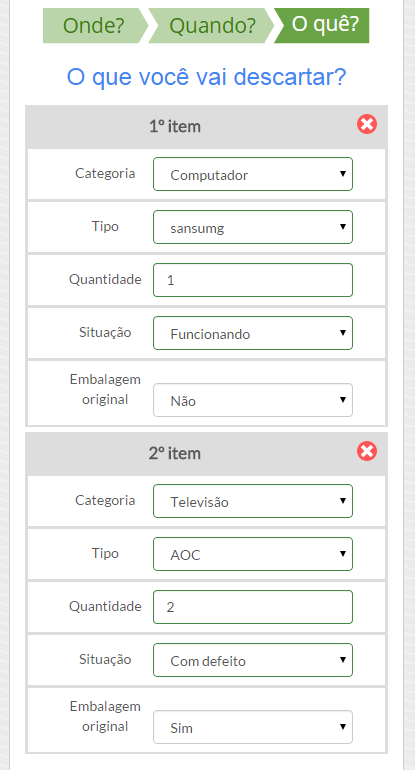 Onde? Quando? O quê?
O que você vai descartar?
1º item
Categoria Computador
Tipo sansumg
Quantidade 1
Situação Funcionando
Embalagem
original Não
2º item
Categoria Televisão
Tipo AOC
Quantidade 2
Situação Com defeito
Embalagem
original Sim